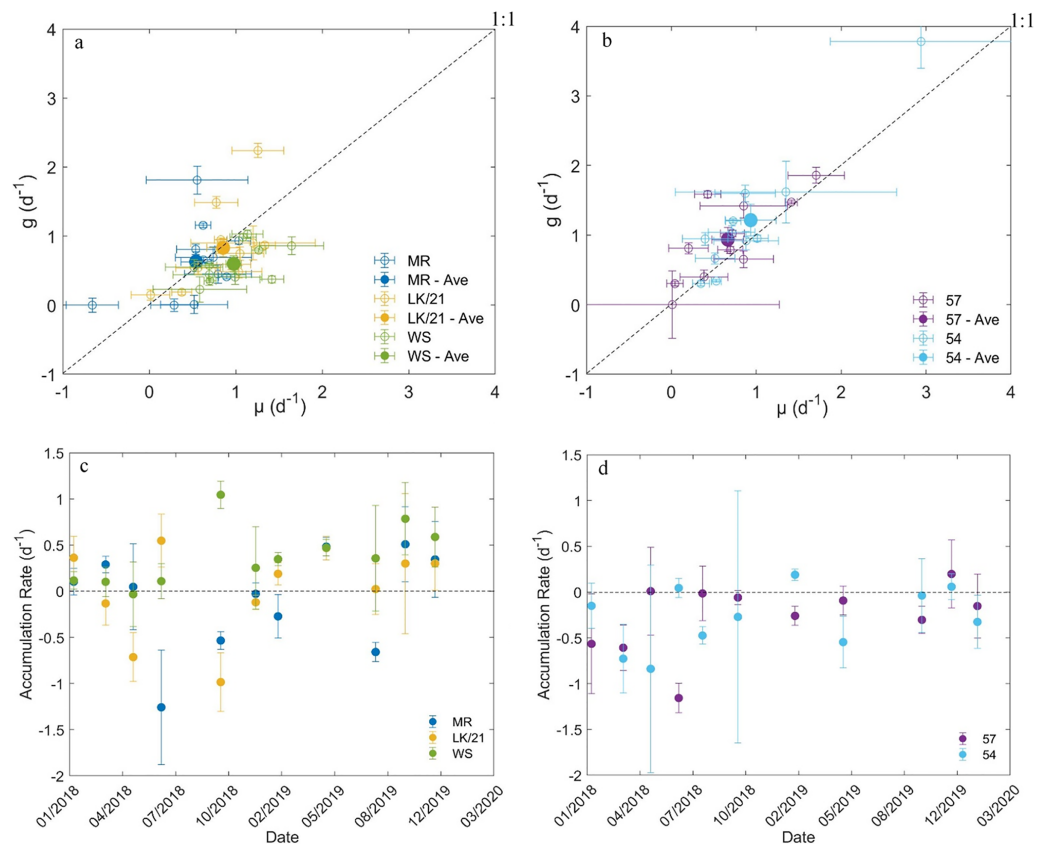 1:1
a
4
3
2
1
0
-1
g (d-1)
-1 0 1 2 3 4
μ (d-1)
MR
MR - Ave
LK/21
LK/21 - Ave
WS
WS - Ave
1:1
b
4
3
2
1
0
-1
g (d-1)
-1 0 1 2 3 4
μ (d-1)
57
57 - Ave
54
54 - Ave
c
1.5
1
0.5
0
-0.5
-1
-1.5
-2
Accumulation Rate (d-1)
01/2018 04/2018 07/2018 10/2018 02/2019 05/2019 08/2019 12/2019 03/2020
Date
MR
LK/21
WS
d
1.5
1
0.5
0
-0.5
-1
-1.5
-2
Accumulation Rate (d-1)
01/2018 04/2018 07/2018 10/2018 02/2019 05/2019 08/2019 12/2019 03/2020
Date
57
54